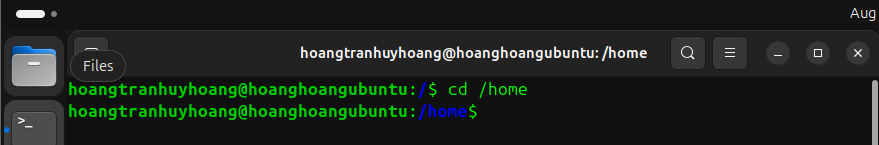 Aug
hoangtranhuyhoang@hoanghoangubuntu: /home
Files
hoangtranhuyhoang@hoanghoangubuntu:/$ cd /home
hoangtranhuyhoang@hoanghoangubuntu:/home$
>_